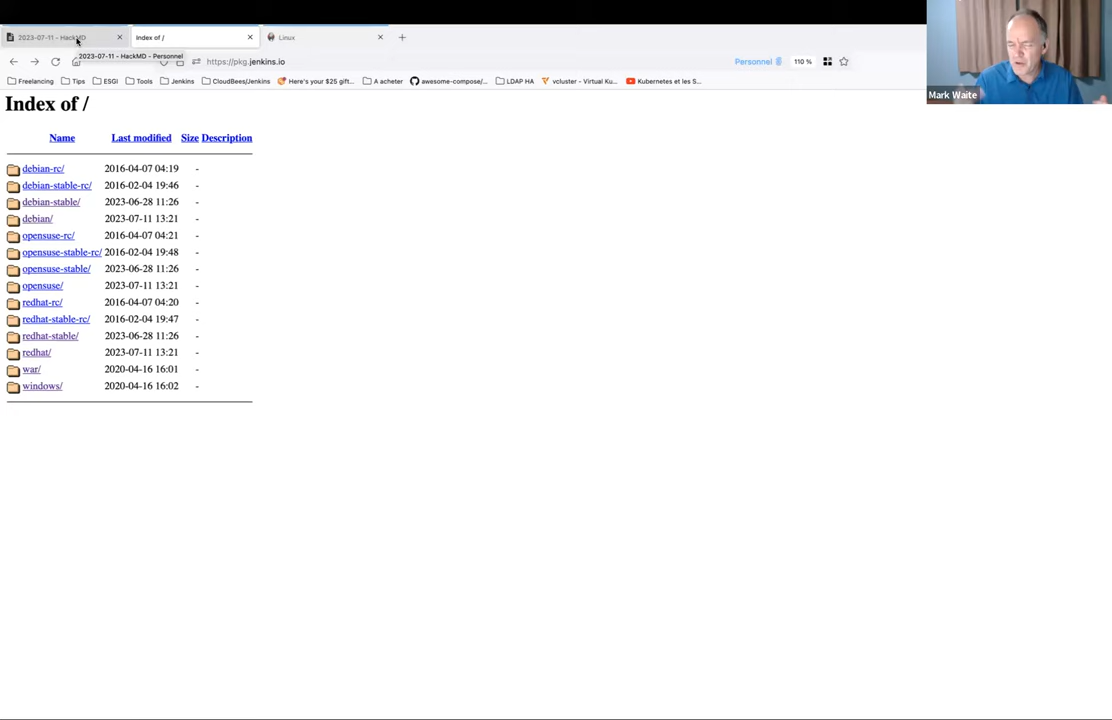 2023-07-11 - HackMD
Index of /
Linux
2023-07-11 - HackMD - Personnel
https://pkg.jenkins.io
Personnel
110 %
Freelancing Tips ESGI Tools Jenkins CloudBees/Jenkins Here's your $25 gift... A acheter awesome-compose/... LDAP HA vcluster - Virtual Ku... Kubernetes et les S...
Mark Waite
Index of /
Name Last modified Size Description
debian-rc/ 2016-04-07 04:19 -
debian-stable-rc/ 2016-02-04 19:46 -
debian-stable/ 2023-06-28 11:26 -
debian/ 2023-07-11 13:21 -
opensuse-rc/ 2016-04-07 04:21 -
opensuse-stable-rc/ 2016-02-04 19:48 -
opensuse-stable/ 2023-06-28 11:26 -
opensuse/ 2023-07-11 13:21 -
redhat-rc/ 2016-04-07 04:20 -
redhat-stable-rc/ 2016-02-04 19:47 -
redhat-stable/ 2023-06-28 11:26 -
redhat/ 2023-07-11 13:21 -
war/ 2020-04-16 16:01 -
windows/ 2020-04-16 16:02 -